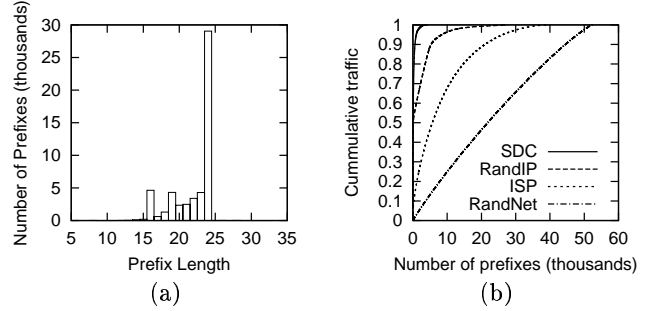 Number of Prefixes (thousands)
30
25
20
15
10
5
0
5 10 15 20 25 30 35
Prefix Length
(a)
Cummulative traffic
1
0.9
0.8
0.7
0.6
0.5
0.4
0.3
0.2
0.1
0
SDC
RandIP
ISP
RandNet
0 10 20 30 40 50 60
Number of prefixes (thousands)
(b)